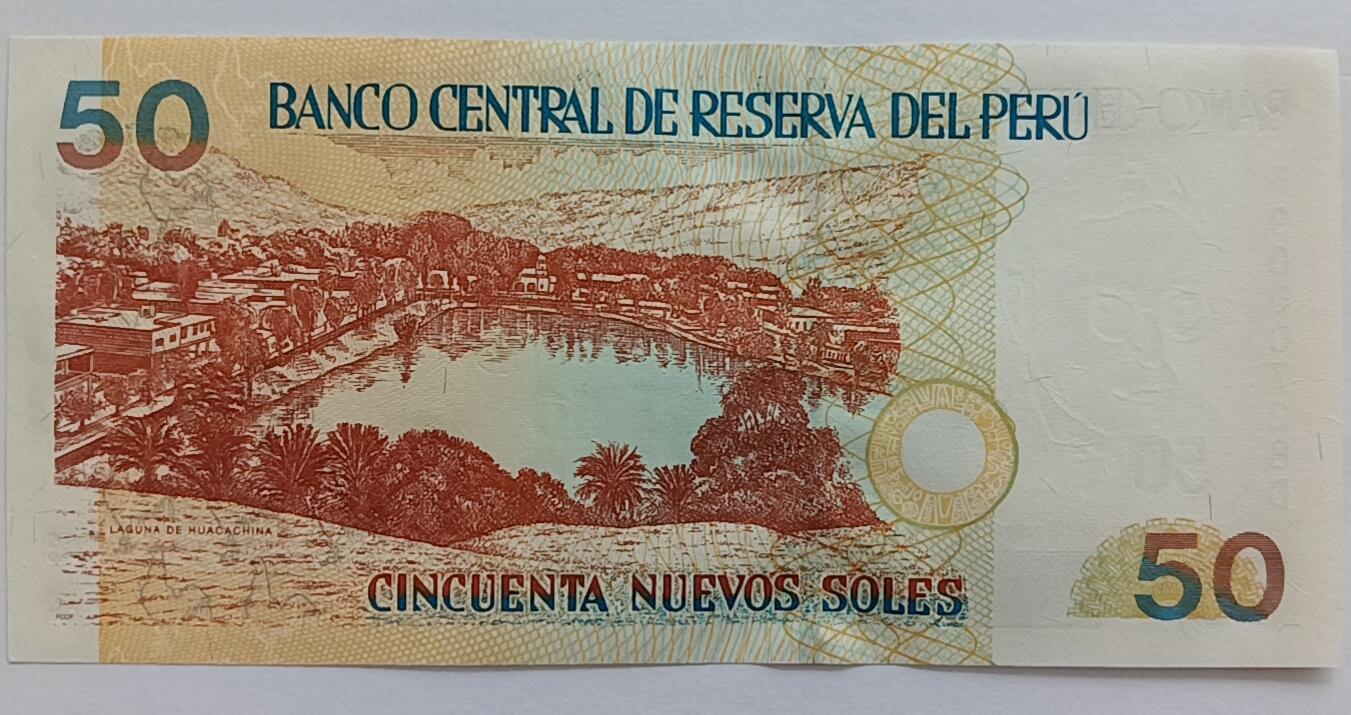 50
BANCO CENTRAL DE RESERVA DEL PERÚ
LAGUNA DE HUACACHINA
CINCUENTA NUEVOS SOLES
50